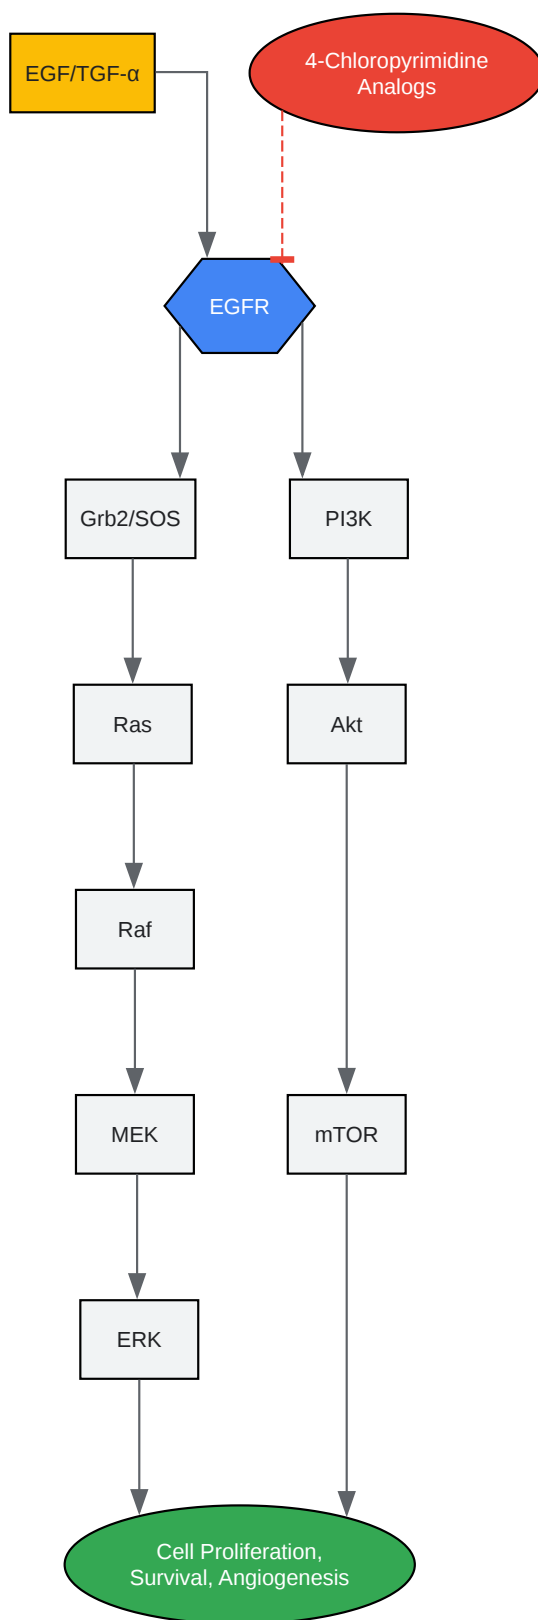 EGF/TGF-α
4-Chloropyrimidine
Analogs
EGFR
Grb2/SOS
PI3K
Ras
Akt
Raf
MEK
mTOR
ERK
Cell Proliferation,
Survival, Angiogenesis